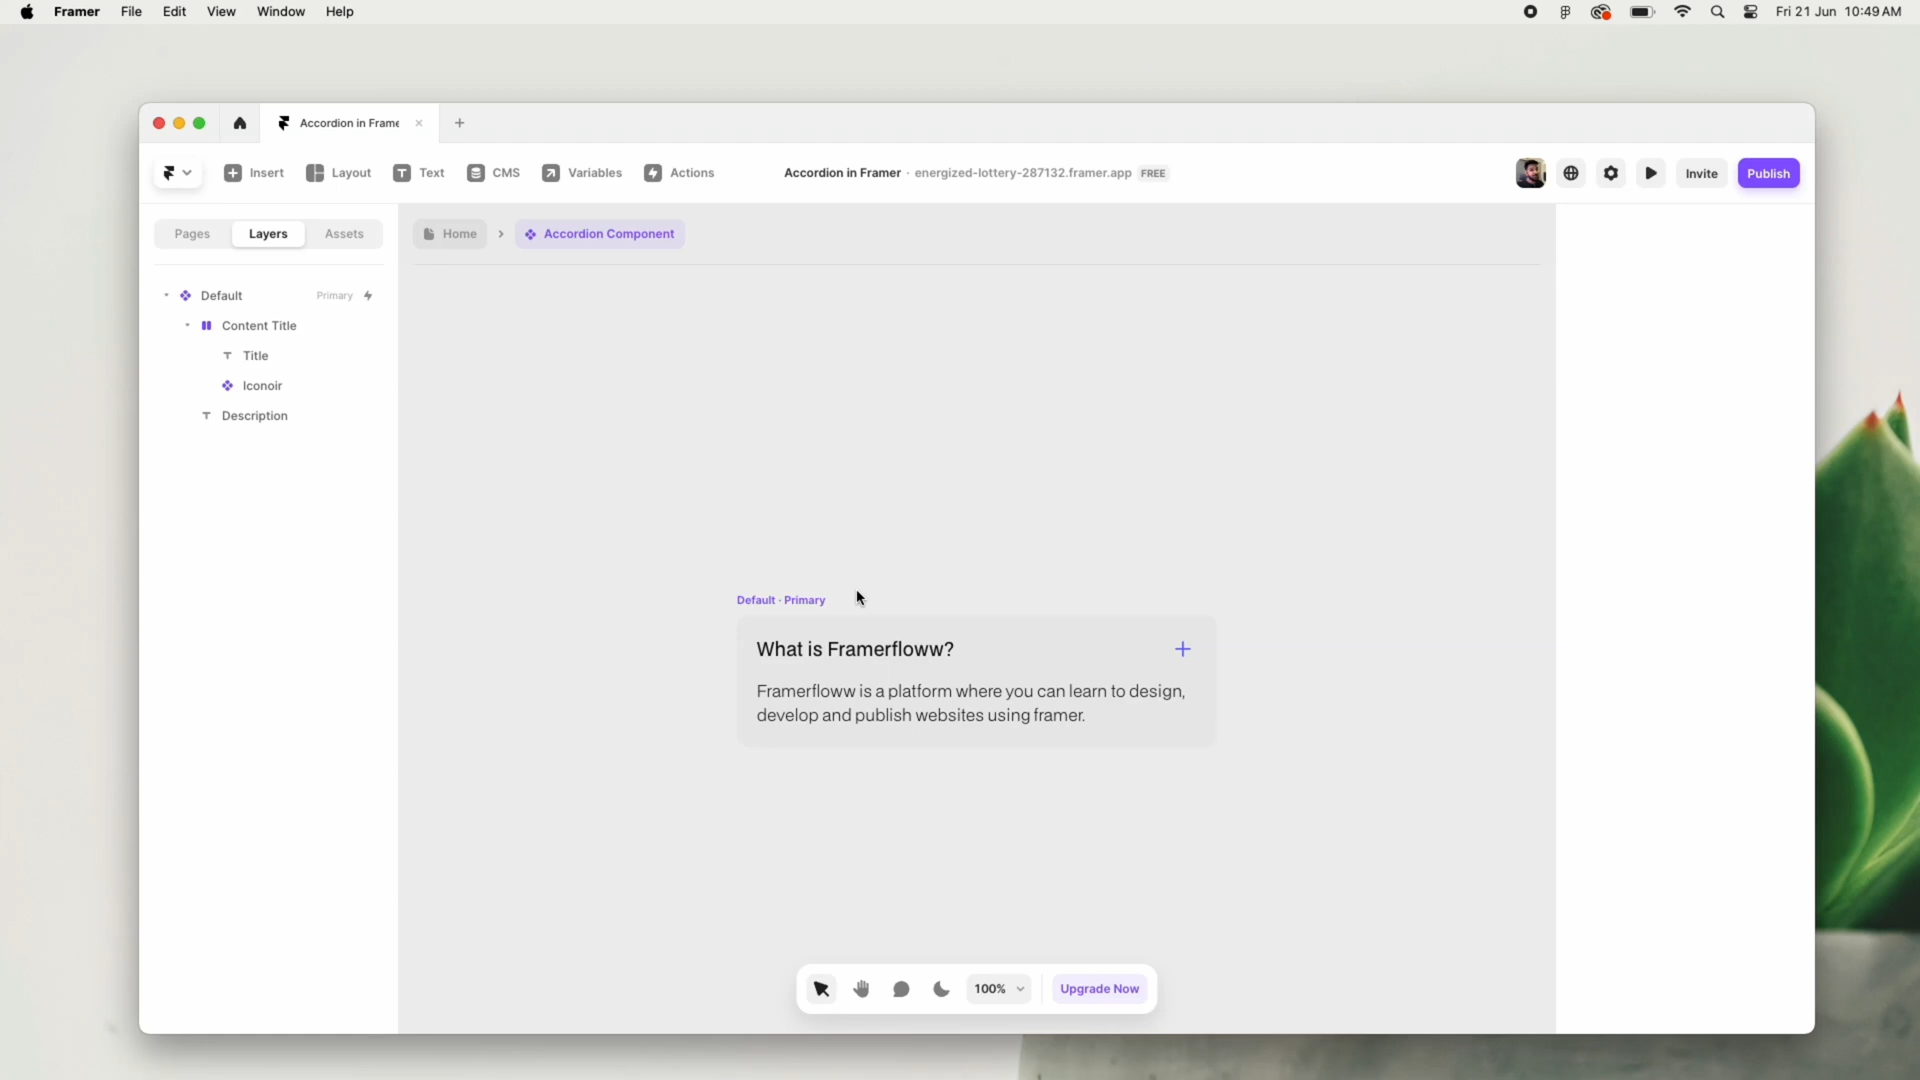 Framer File Edit View Window Help
Fri 21 Jun 10:49 AM
Accordion in Frame
Insert Layout Text CMS Variables Actions
Accordion in Framer · energized-lottery-287132.framer.app FREE
Invite Publish
Pages Layers Assets
Home Accordion Component
Default Primary
Content Title
Title
Iconoir
Description
Default · Primary
What is Framerfloww?
Framerfloww is a platform where you can learn to design,
develop and publish websites using framer.
100% Upgrade Now